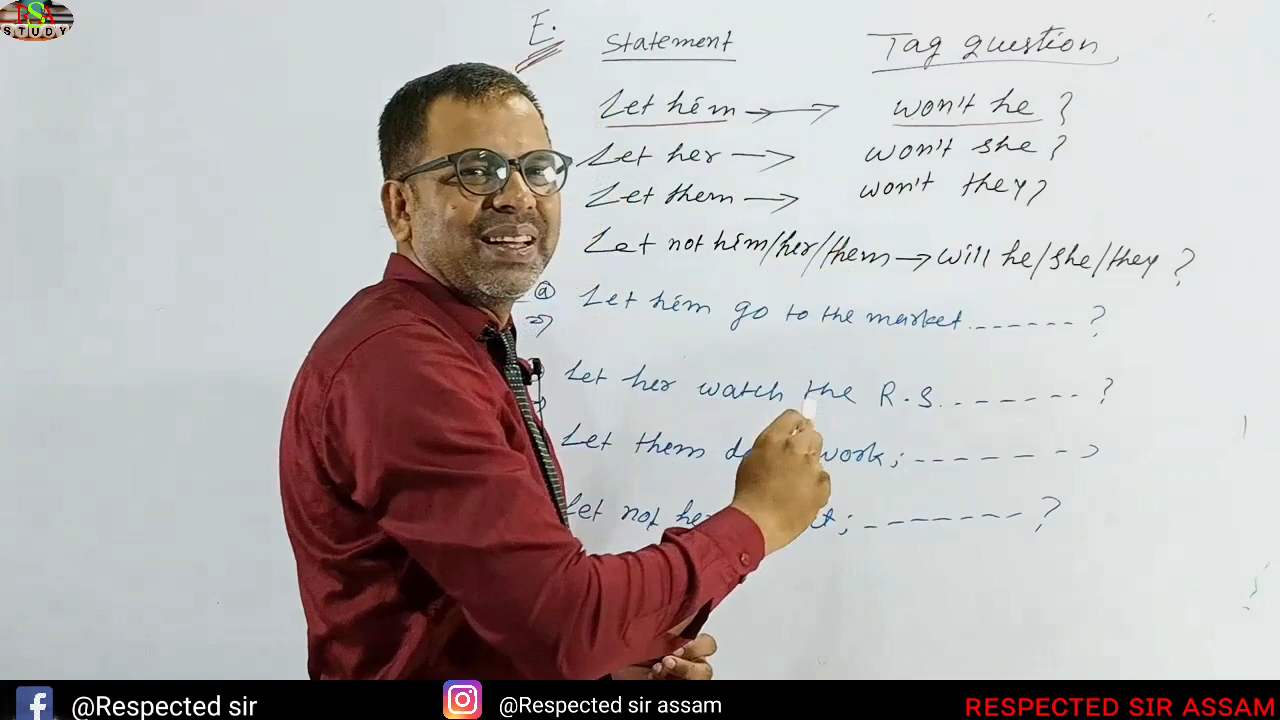 RSA
STUDY
E. Statement Tag question
Let him → won't he ?
Let her → won't she ?
Let them → won't they ?
Let not him/her/them → will he/she/they ?
ⓐ Let him go to the market ------ ?
⇒
Let her watch the R.S. ------- ?
Let them work; -------
Let not ; ------- ?
@Respected sir
@Respected sir assam
RESPECTED SIR ASSAM